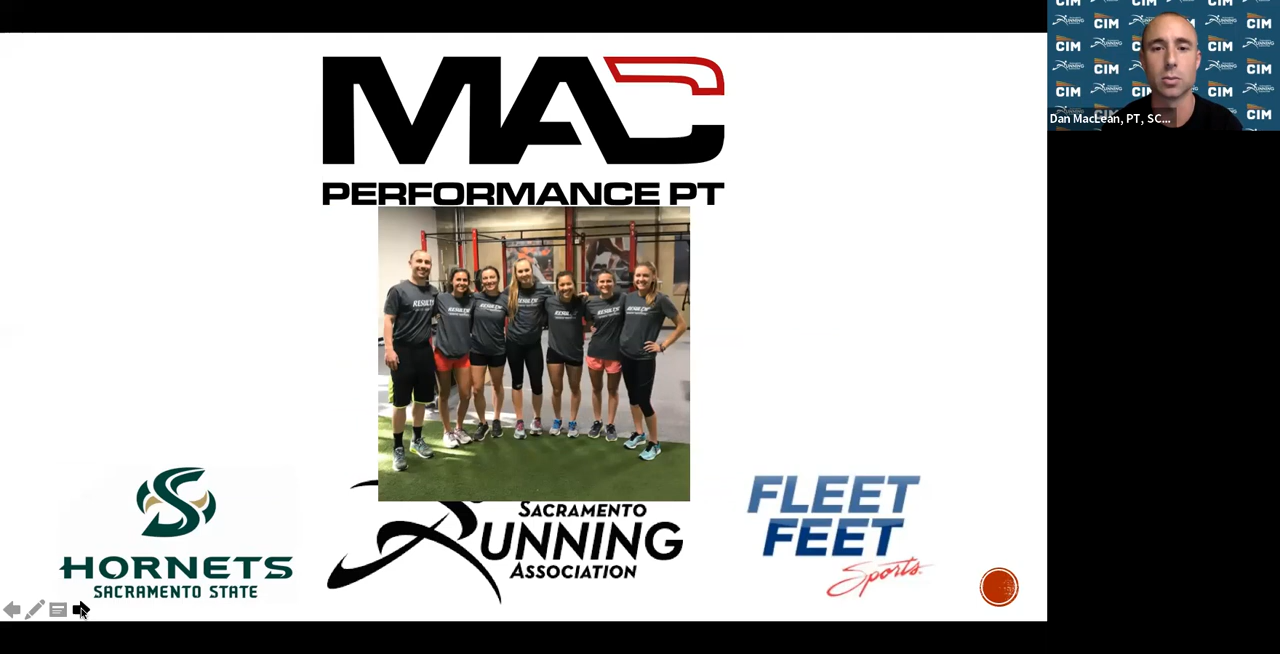 MAC
PERFORMANCE PT
HORNETS
SACRAMENTO STATE
SACRAMENTO
RUNNING
ASSOCIATION
FLEET
FEET
Sports
CIM
Dan MacLean, PT, SC...